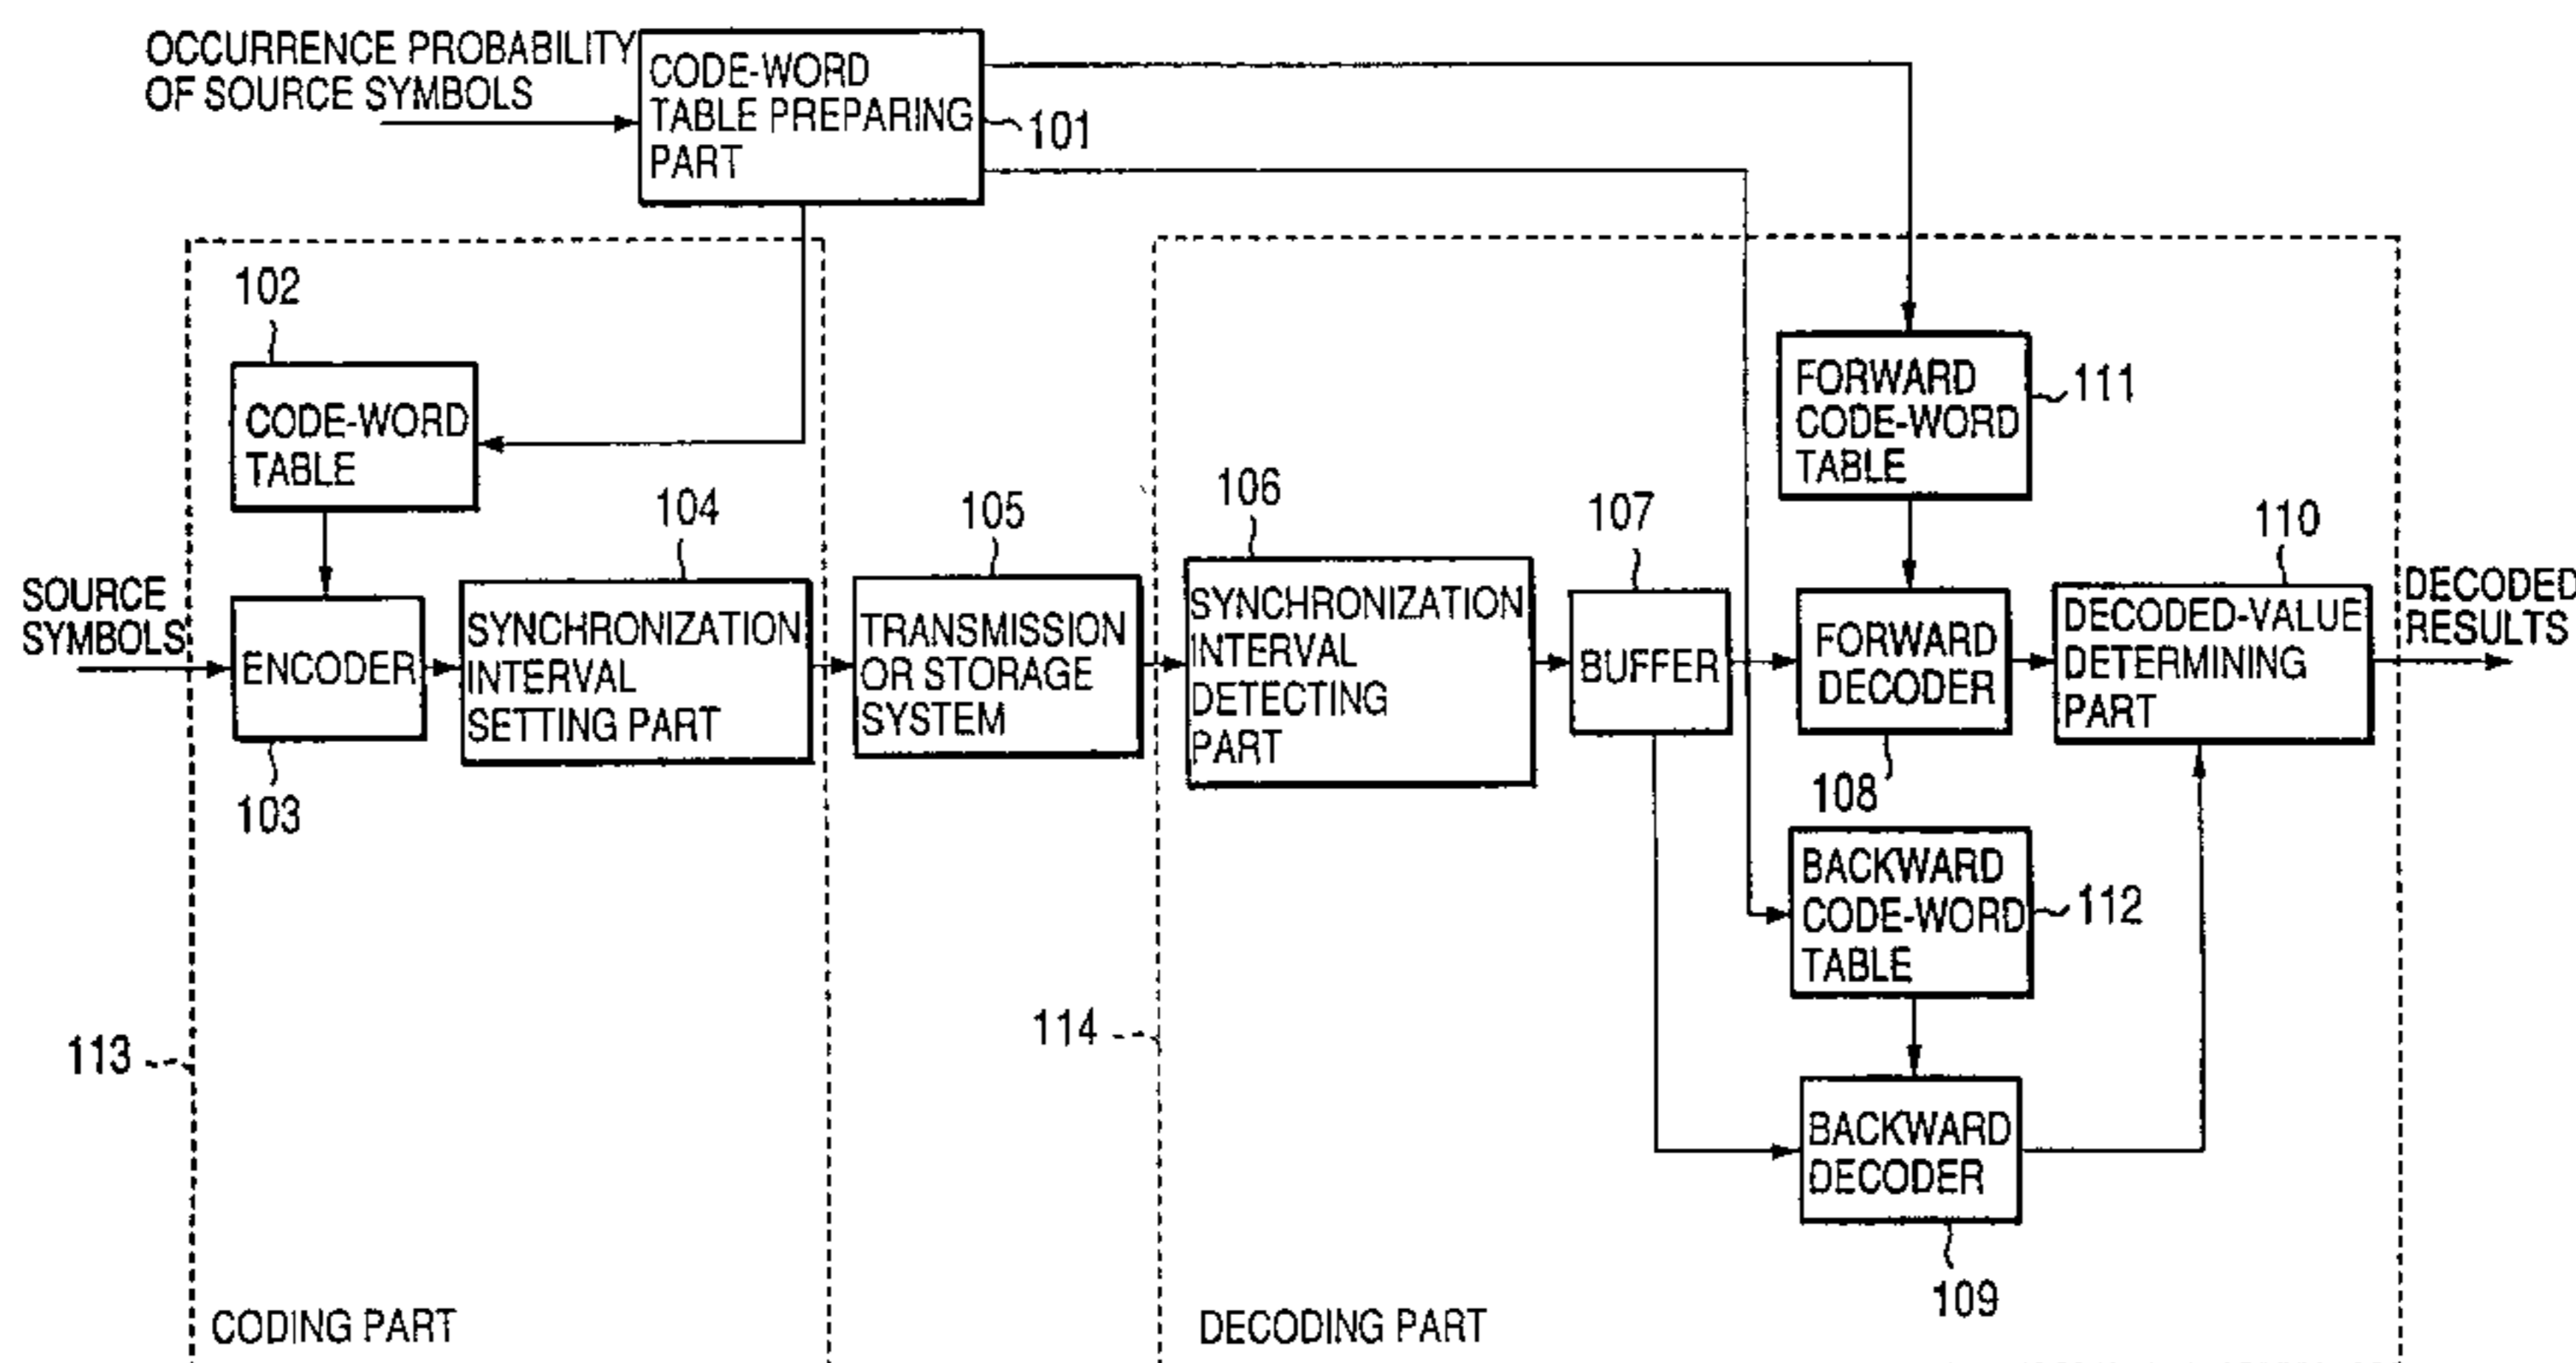 OCCURRENCE PROBABILITY
OF SOURCE SYMBOLS
CODE-WORD
TABLE PREPARING
PART
101
102
CODE-WORD
TABLE
SOURCE
SYMBOLS
ENCODER
103
104
SYNCHRONIZATION
INTERVAL
SETTING PART
105
TRANSMISSION
OR STORAGE
SYSTEM
106
SYNCHRONIZATION
INTERVAL
DETECTING
PART
107
BUFFER
FORWARD
CODE-WORD
TABLE
111
FORWARD
DECODER
108
110
DECODED-VALUE
DETERMINING
PART
DECODED
RESULTS
BACKWARD
CODE-WORD
TABLE
112
BACKWARD
DECODER
109
113
CODING PART
114
DECODING PART